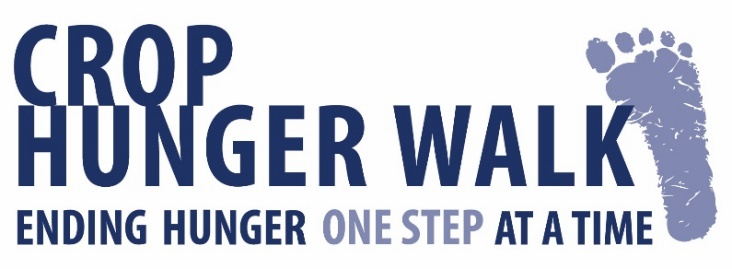 CROP
HUNGER WALK
ENDING HUNGER ONE STEP AT A TIME